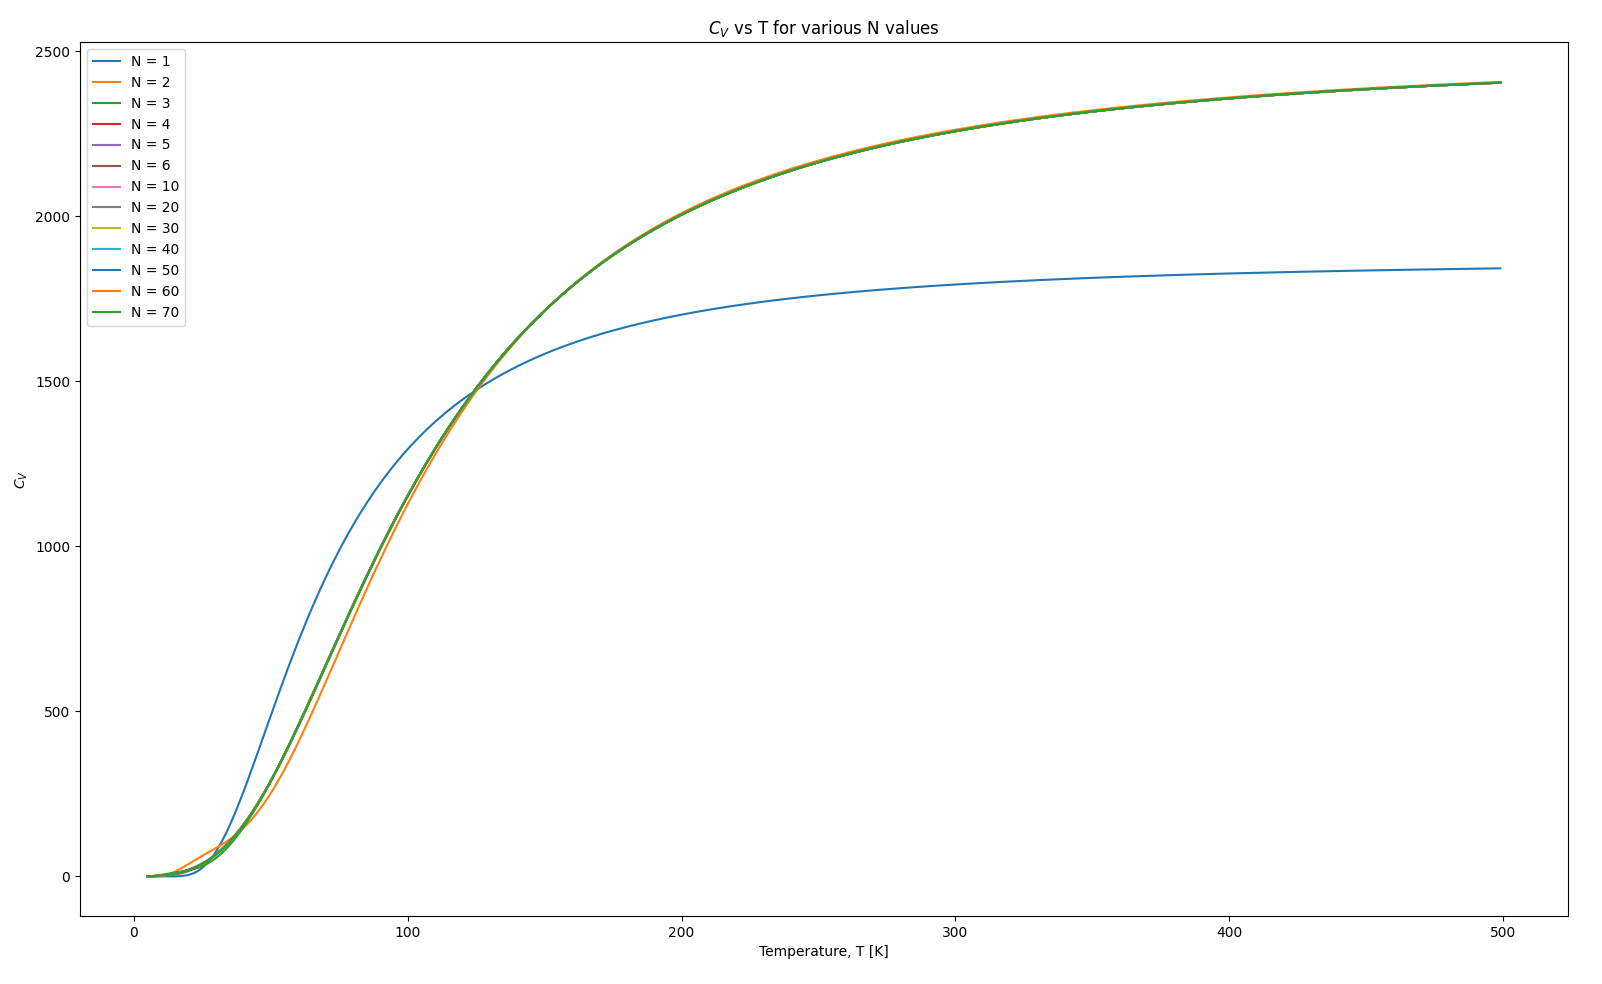 C_V vs T for various N values
2500
2000
1500
1000
500
0
C_V
N = 1
N = 2
N = 3
N = 4
N = 5
N = 6
N = 10
N = 20
N = 30
N = 40
N = 50
N = 60
N = 70
0 100 200 300 400 500
Temperature, T [K]